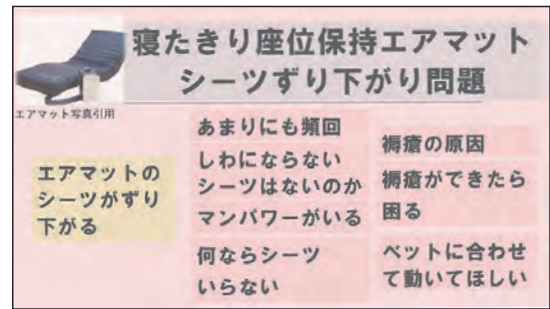 寝たきり座位保持エアマット
シーツずり下がり問題
エアマット写真引用
エアマットの
シーツがずり
下がる
あまりにも頻回
しわにならない
シーツはないのか
マンパワーがいる
何ならシーツ
いらない
褥瘡の原因
褥瘡ができたら
困る
ベットに合わせ
て動いてほしい